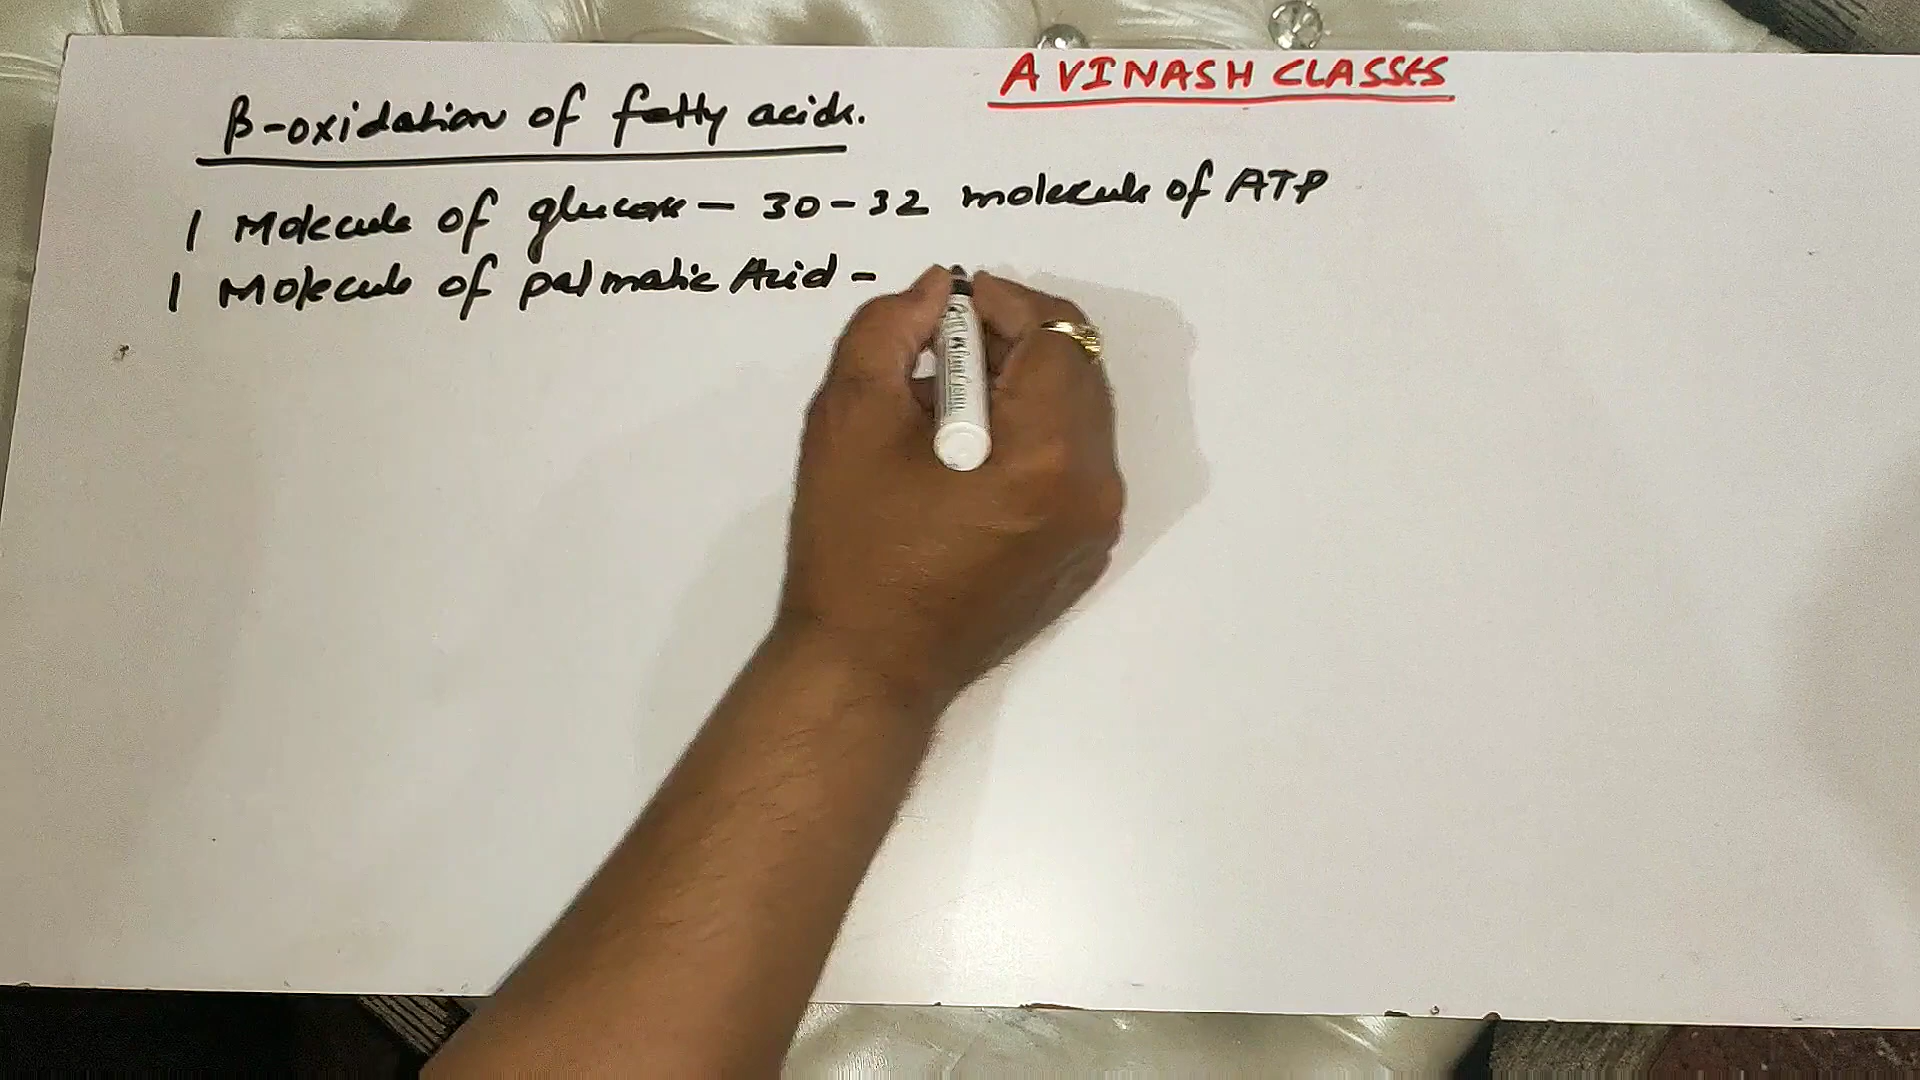 AVINASH CLASSES
β-oxidation of fatty acids.
1 Molecule of glucose - 30-32 molecule of ATP
1 Molecule of palmatic Acid -